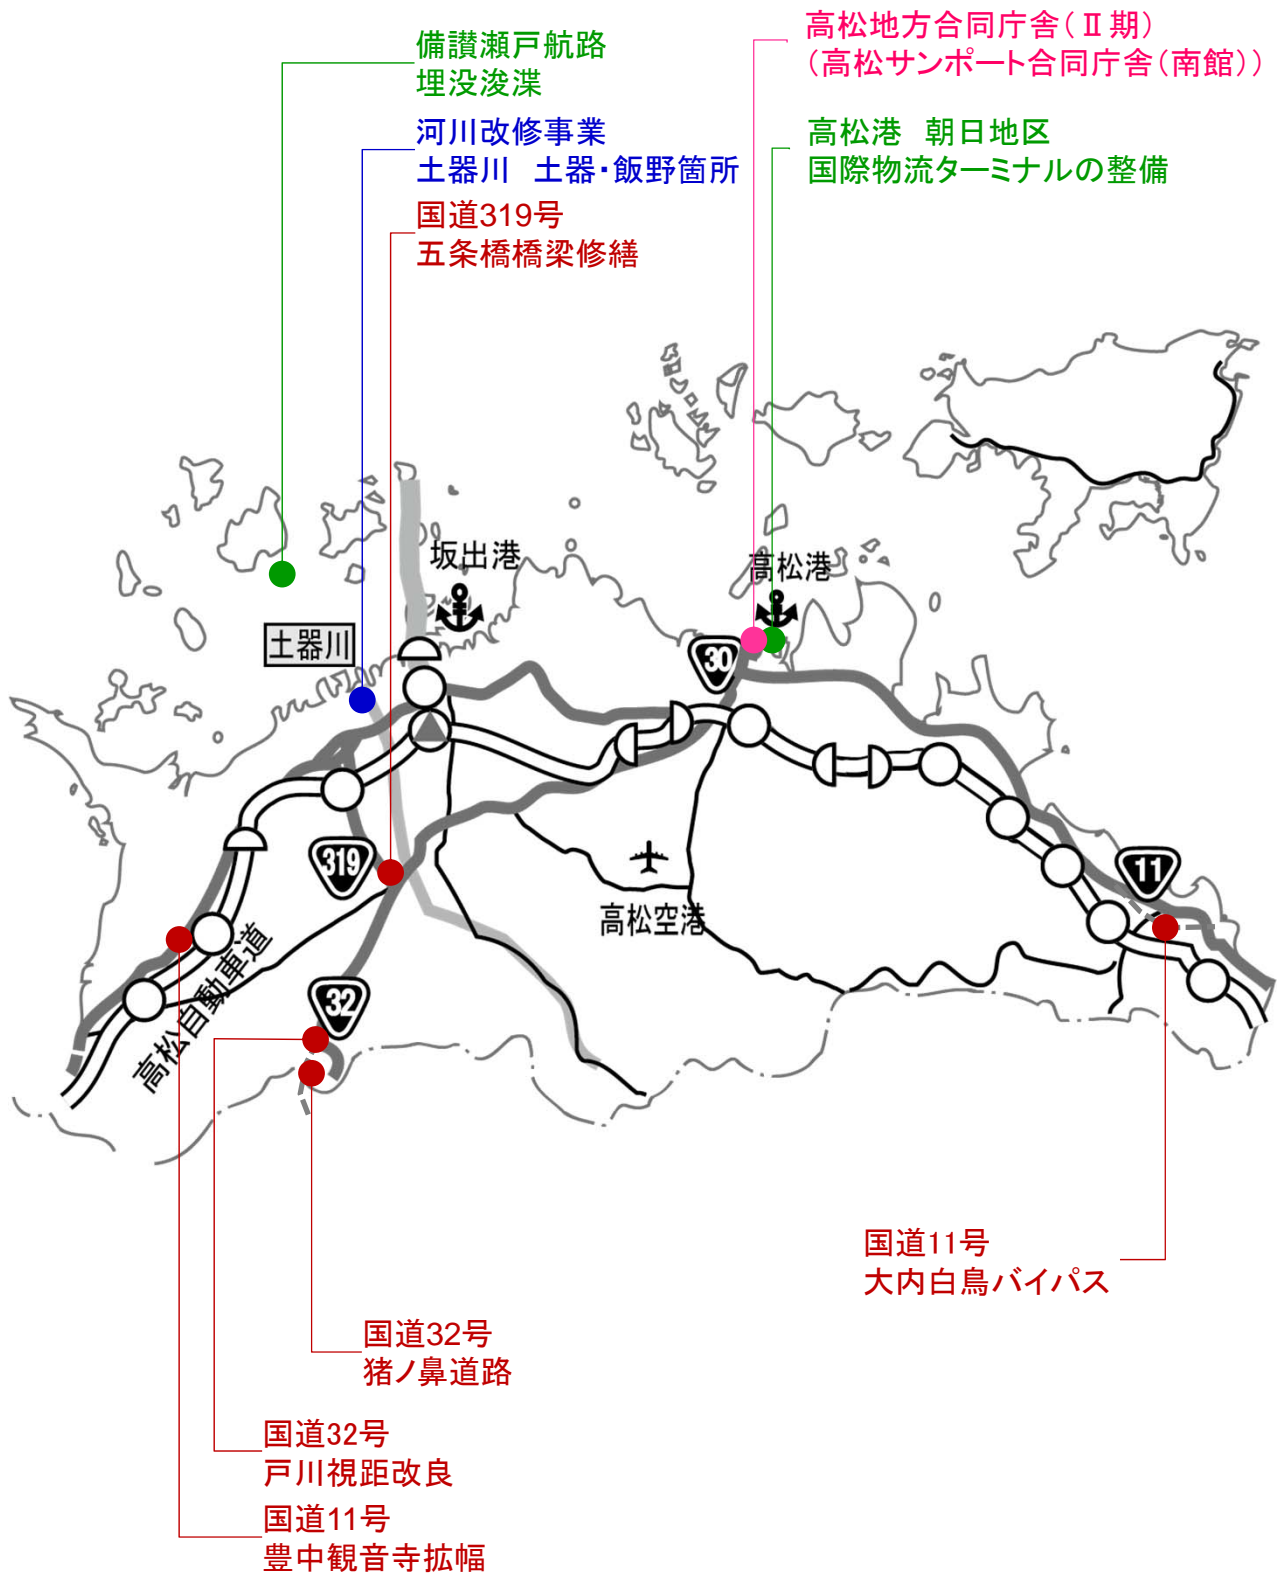 備讃瀬戸航路
埋没浚渫
高松地方合同庁舎(Ⅱ期)
(高松サンポート合同庁舎(南館))
河川改修事業
土器川 土器・飯野箇所
高松港 朝日地区
国際物流ターミナルの整備
国道319号
五条橋橋梁修繕
坂出港
高松港
土器川
30
319
11
高松空港
高松自動車道
32
国道11号
大内白鳥バイパス
国道32号
猪ノ鼻道路
国道32号
戸川視距改良
国道11号
豊中観音寺拡幅